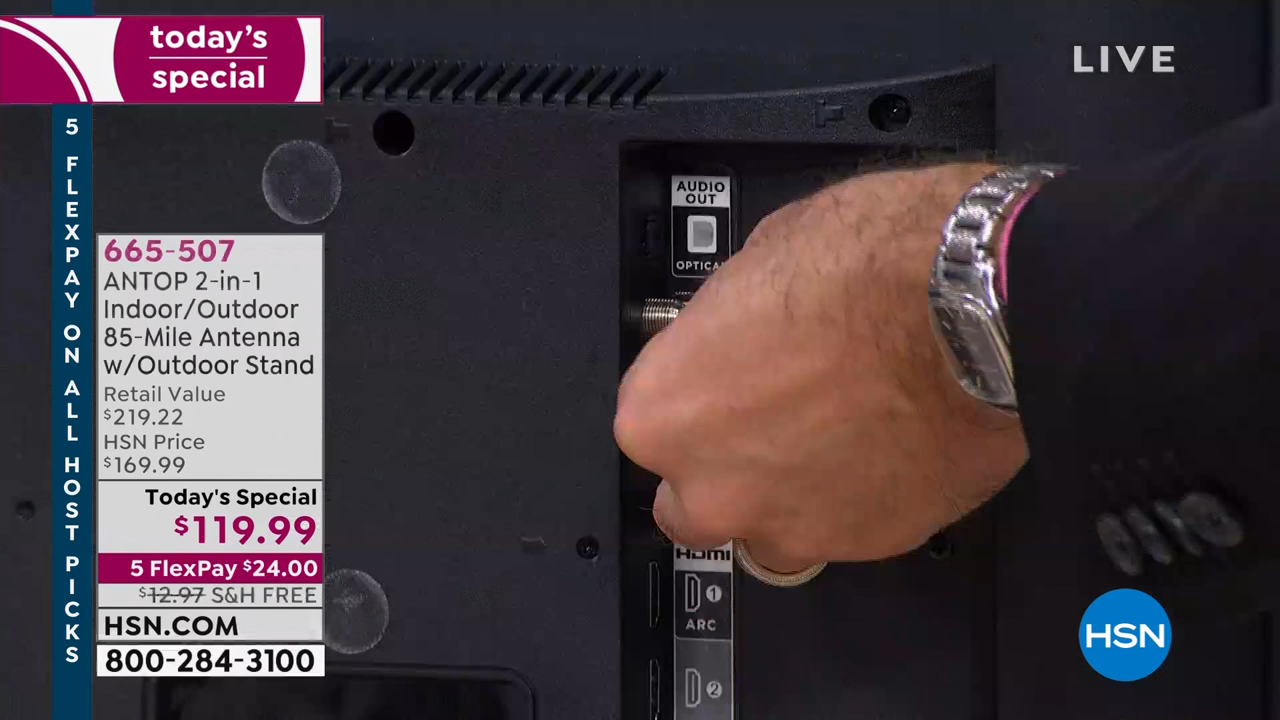 today's
special
LIVE
5 FLEXPAY ON ALL HOST PICKS
665-507
ANTOP 2-in-1
Indoor/Outdoor
85-Mile Antenna
w/Outdoor Stand
Retail Value
$219.22
HSN Price
$169.99
Today's Special
$119.99
5 FlexPay $24.00
$12.97 S&H FREE
HSN.COM
800-284-3100
AUDIO
OUT
OPTICA
HDMI
1
ARC
2
HSN